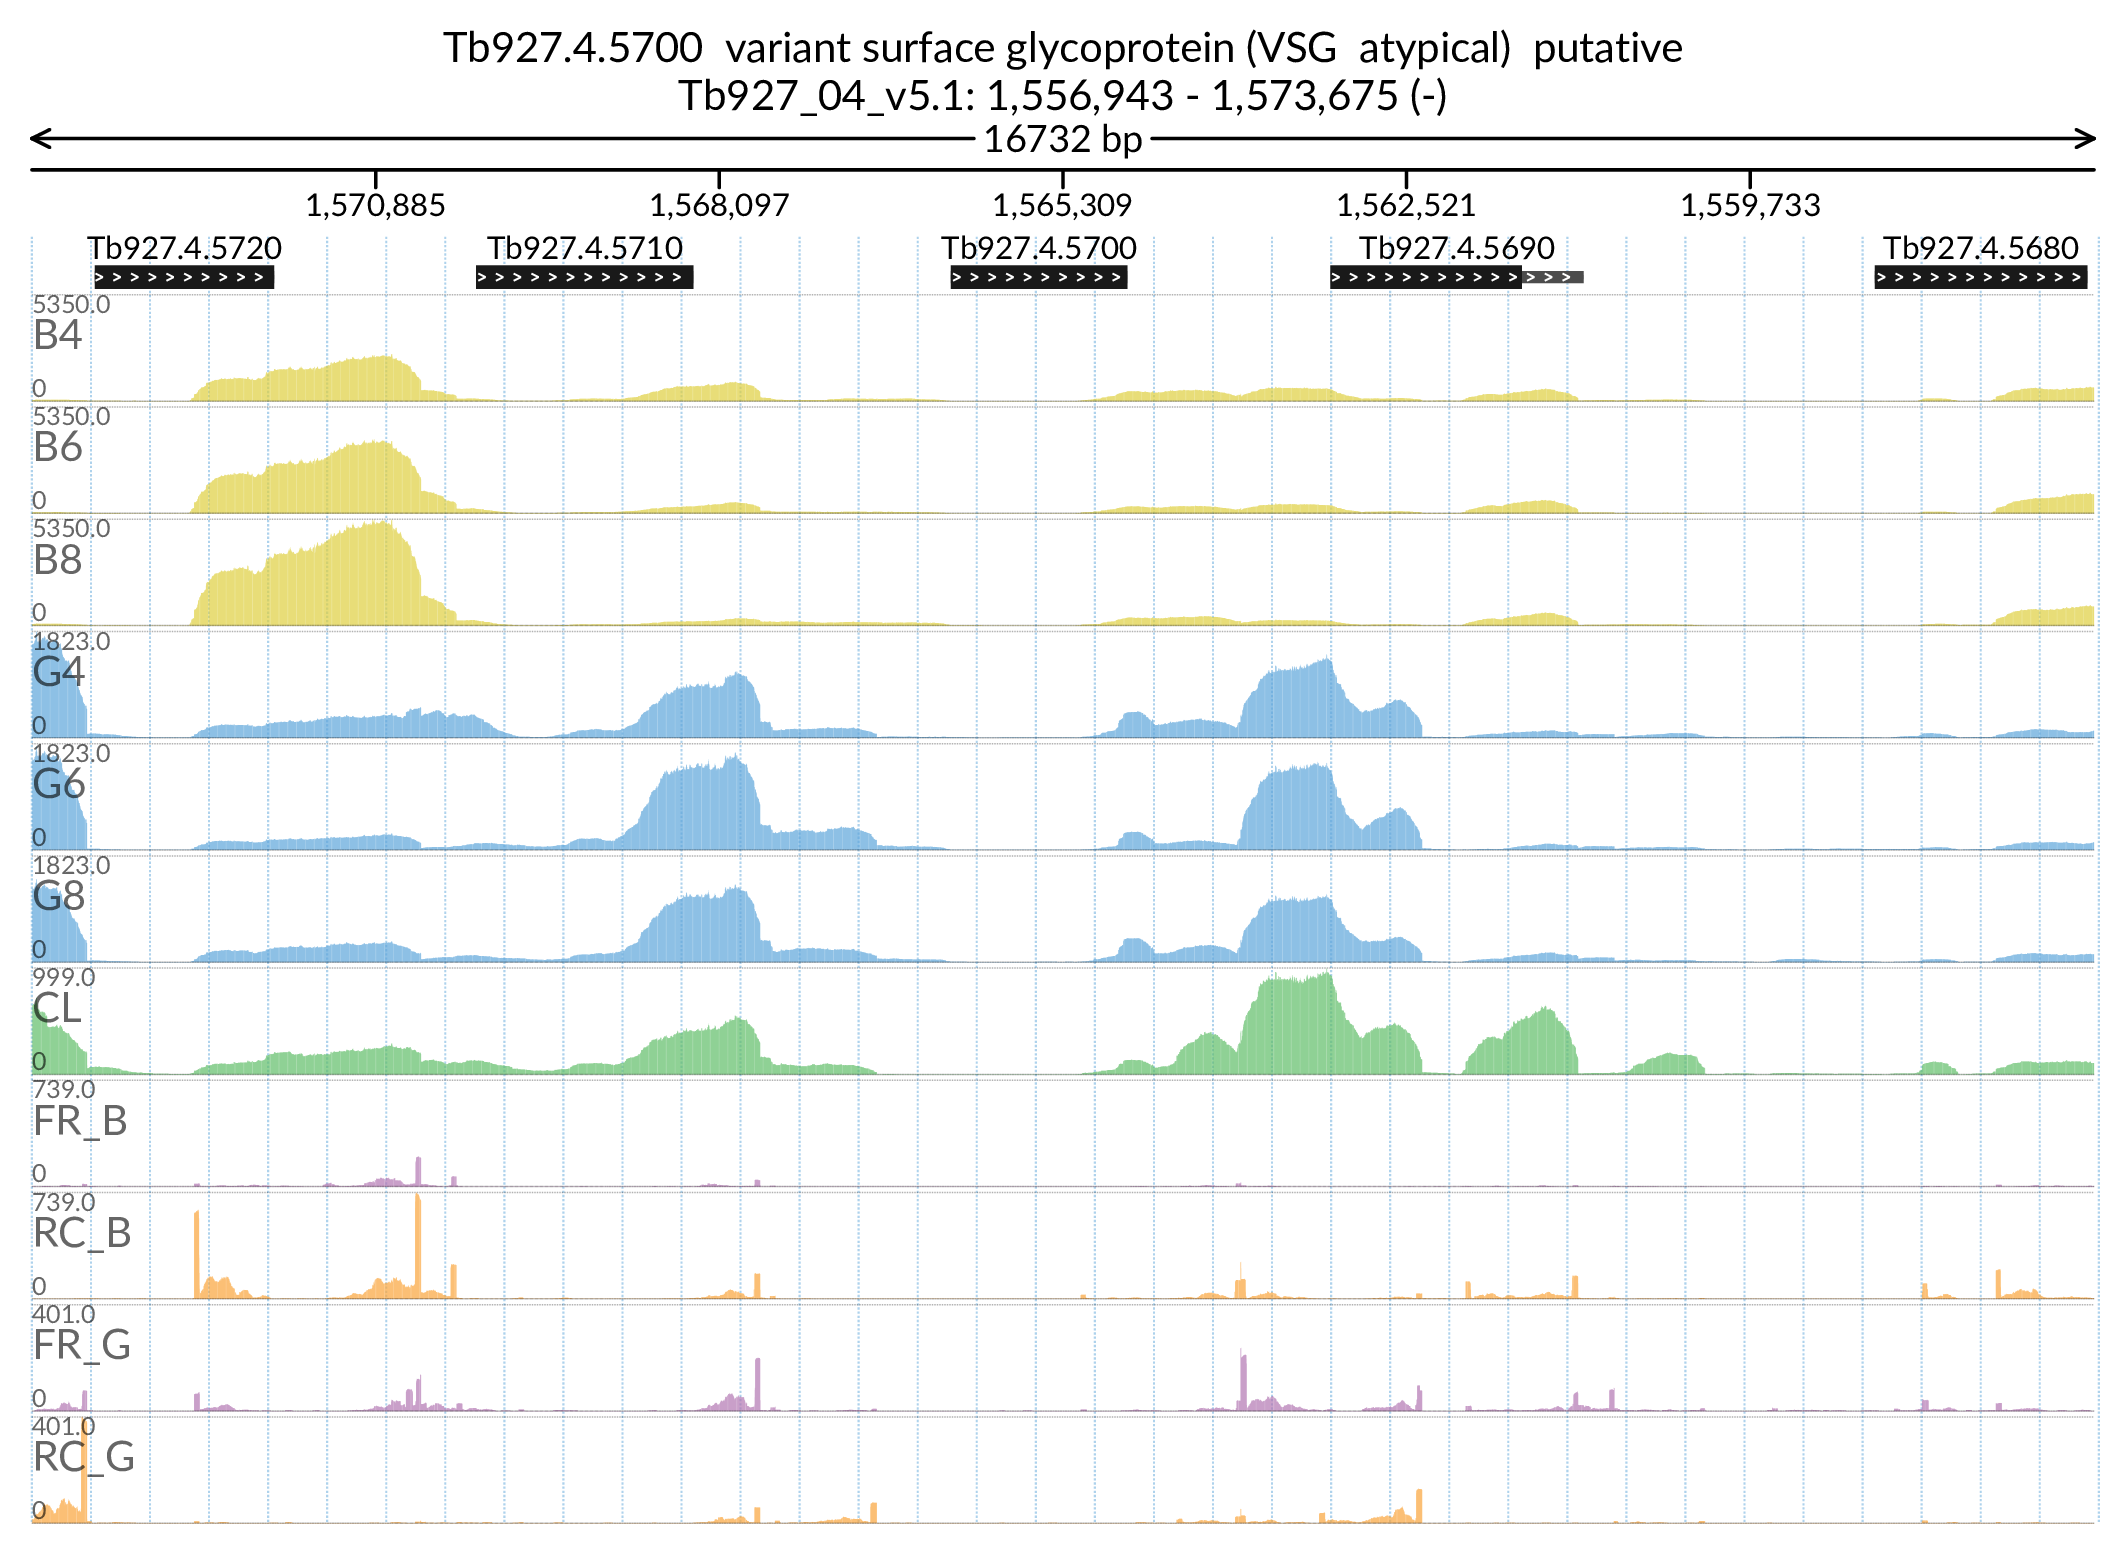 Tb927.4.5700 variant surface glycoprotein (VSG atypical) putative
Tb927_04_v5.1: 1,556,943 - 1,573,675 (-)
16732 bp
1,570,885 1,568,097 1,565,309 1,562,521 1,559,733
Tb927.4.5720 Tb927.4.5710 Tb927.4.5700 Tb927.4.5690 Tb927.4.5680
5350.0
B4
0
5350.0
B6
0
5350.0
B8
0
1823.0
G4
0
1823.0
G6
0
1823.0
G8
0
999.0
CL
0
739.0
FR_B
0
739.0
RC_B
0
401.0
FR_G
0
401.0
RC_G
0